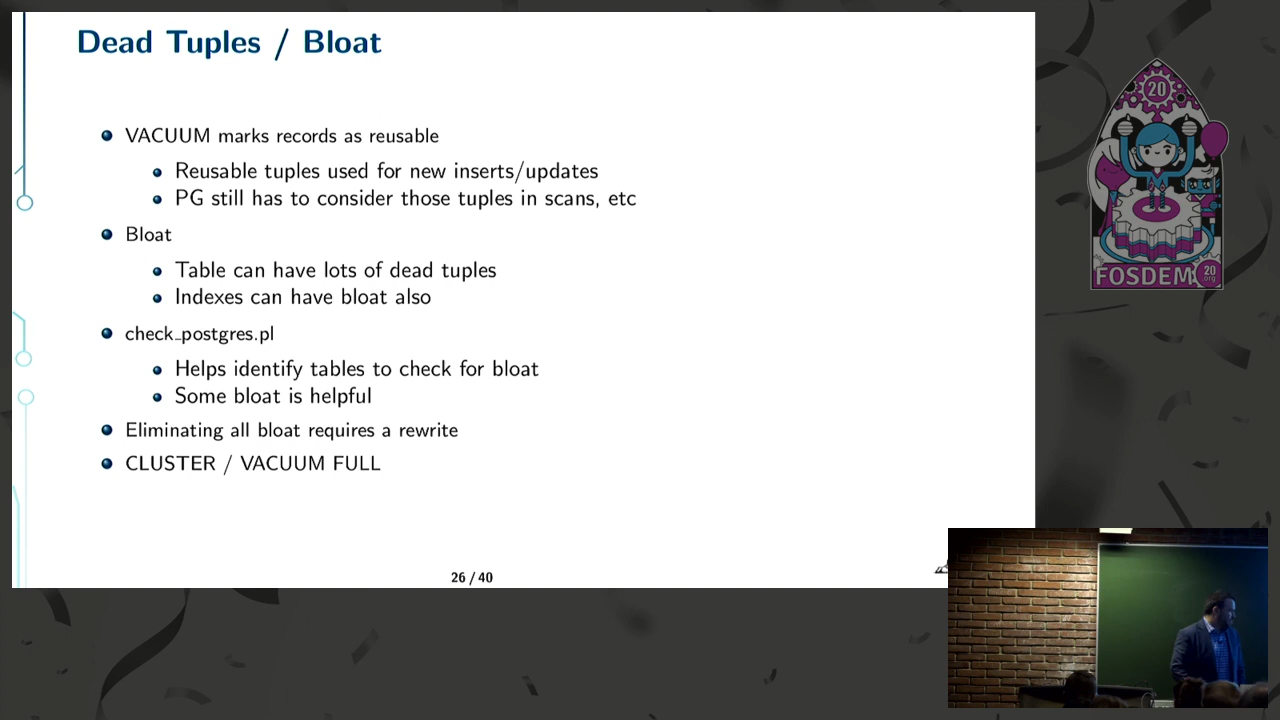 Dead Tuples / Bloat
VACUUM marks records as reusable
Reusable tuples used for new inserts/updates
PG still has to consider those tuples in scans, etc
Bloat
Table can have lots of dead tuples
Indexes can have bloat also
check_postgres.pl
Helps identify tables to check for bloat
Some bloat is helpful
Eliminating all bloat requires a rewrite
CLUSTER / VACUUM FULL
26 / 40
20
FOSDEM
20
org